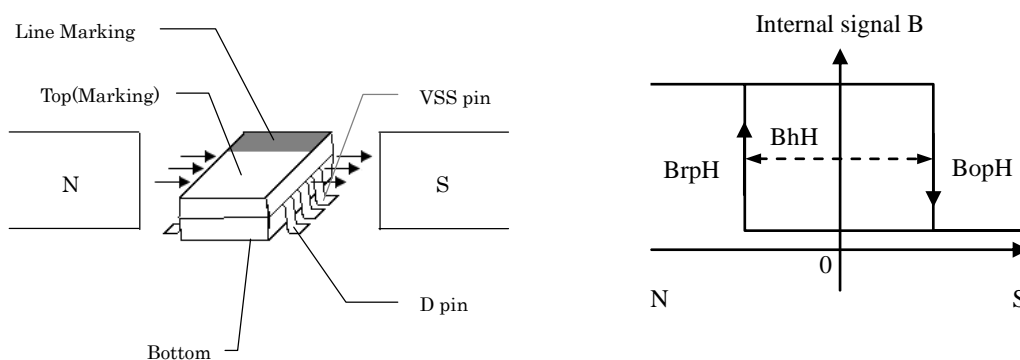 Line Marking
Top(Marking)
VSS pin
N
S
D pin
Bottom
Internal signal B
BhH
BrpH
BopH
0
N
S